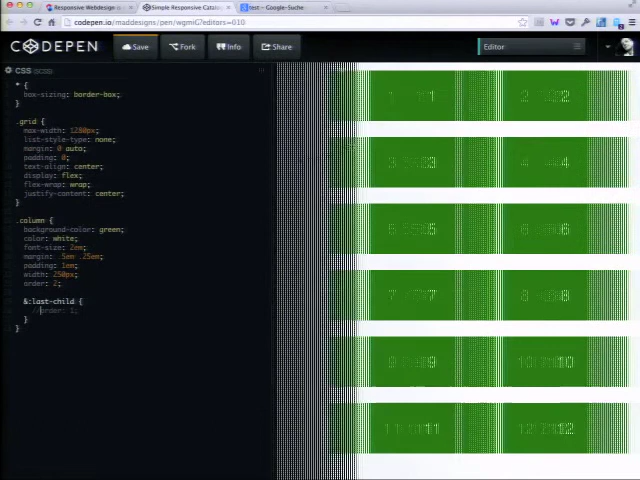 Responsive Webdesign
Simple Responsive Catalo
test – Google-Suche
codepen.io/maddesigns/pen/wgmiG?editors=010
CODEPEN
Save
Fork
Info
Share
Editor
CSS (SCSS)
* {
box-sizing: border-box;
}
.grid {
max-width: 1280px;
list-style-type: none;
margin: 0 auto;
padding: 0;
text-align: center;
display: flex;
flex-wrap: wrap;
justify-content: center;
}
.column {
background-color: green;
color: white;
font-size: 2em;
margin: .5em .25em;
padding: 1em;
width: 250px;
order: 2;
&:last-child {
//order: 1;
}
}